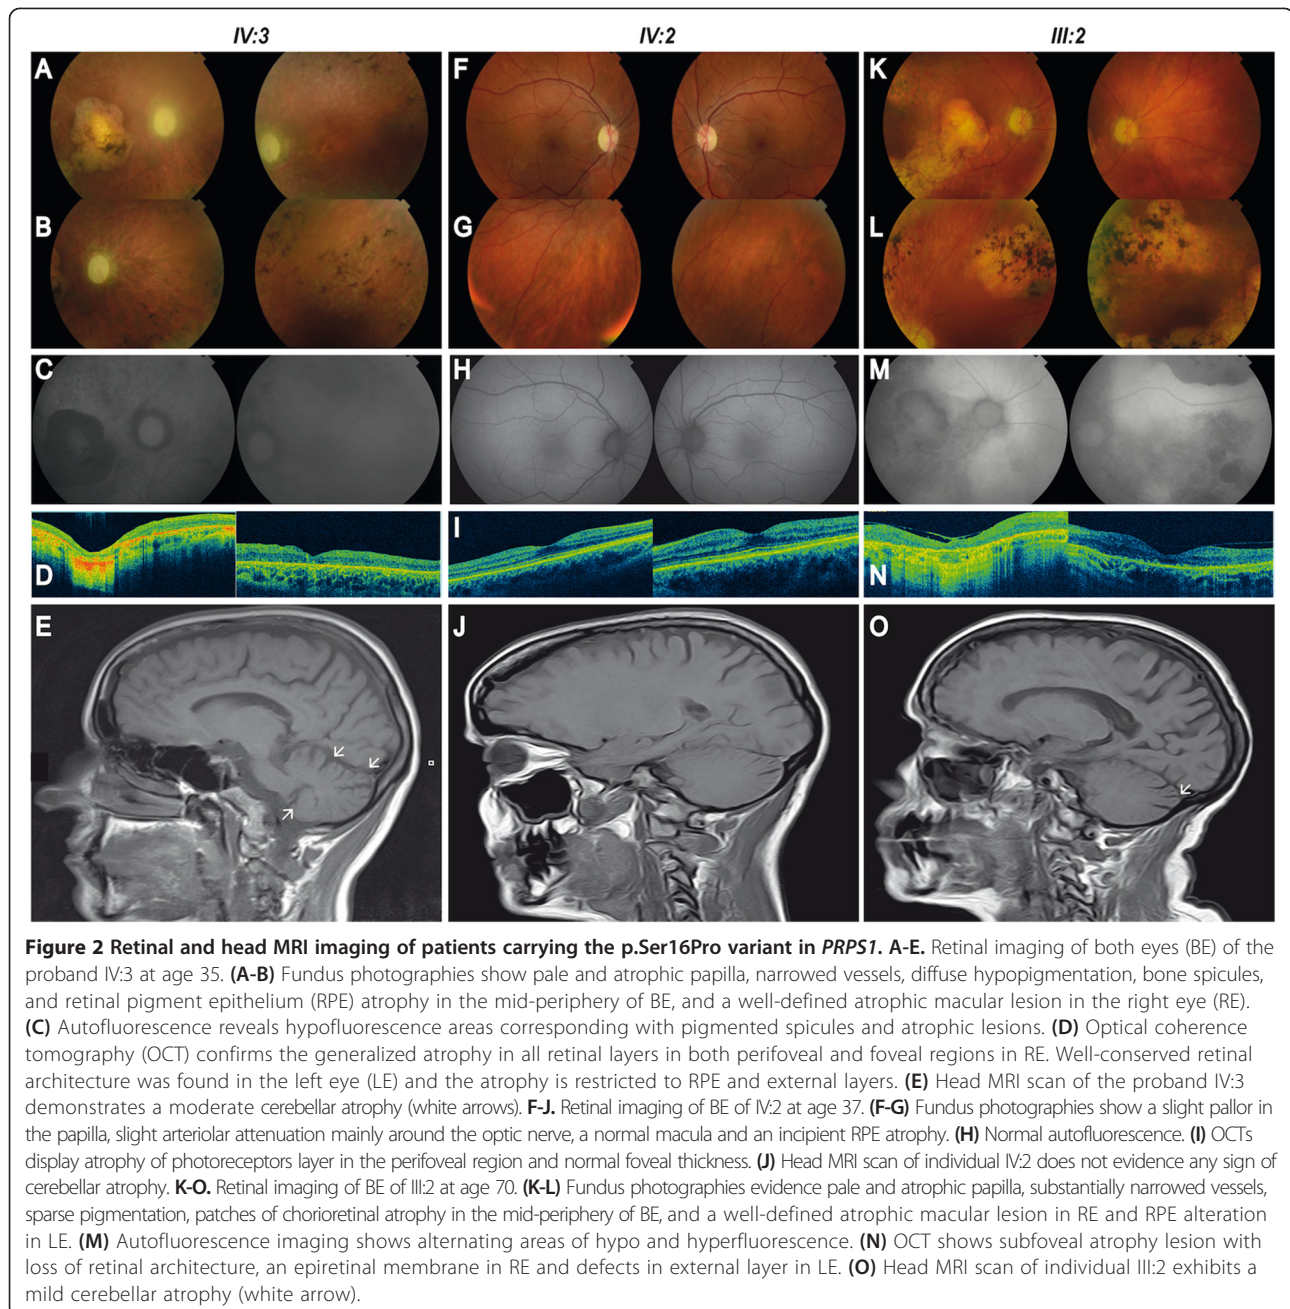 IV:3 IV:2 III:2
A F K
B G L
C H M
D I N
E J O
Figure 2 Retinal and head MRI imaging of patients carrying the p.Ser16Pro variant in PRPS1. A-E. Retinal imaging of both eyes (BE) of the
proband IV:3 at age 35. (A-B) Fundus photographies show pale and atrophic papilla, narrowed vessels, diffuse hypopigmentation, bone spicules,
and retinal pigment epithelium (RPE) atrophy in the mid-periphery of BE, and a well-defined atrophic macular lesion in the right eye (RE).
(C) Autofluorescence reveals hypofluorescence areas corresponding with pigmented spicules and atrophic lesions. (D) Optical coherence
tomography (OCT) confirms the generalized atrophy in all retinal layers in both perifoveal and foveal regions in RE. Well-conserved retinal
architecture was found in the left eye (LE) and the atrophy is restricted to RPE and external layers. (E) Head MRI scan of the proband IV:3
demonstrates a moderate cerebellar atrophy (white arrows). F-J. Retinal imaging of BE of IV:2 at age 37. (F-G) Fundus photographies show a slight pallor in
the papilla, slight arteriolar attenuation mainly around the optic nerve, a normal macula and an incipient RPE atrophy. (H) Normal autofluorescence. (I) OCTs
display atrophy of photoreceptors layer in the perifoveal region and normal foveal thickness. (J) Head MRI scan of individual IV:2 does not evidence any sign of
cerebellar atrophy. K-O. Retinal imaging of BE of III:2 at age 70. (K-L) Fundus photographies evidence pale and atrophic papilla, substantially narrowed vessels,
sparse pigmentation, patches of chorioretinal atrophy in the mid-periphery of BE, and a well-defined atrophic macular lesion in RE and RPE alteration
in LE. (M) Autofluorescence imaging shows alternating areas of hypo and hyperfluorescence. (N) OCT shows subfoveal atrophy lesion with
loss of retinal architecture, an epiretinal membrane in RE and defects in external layer in LE. (O) Head MRI scan of individual III:2 exhibits a
mild cerebellar atrophy (white arrow).